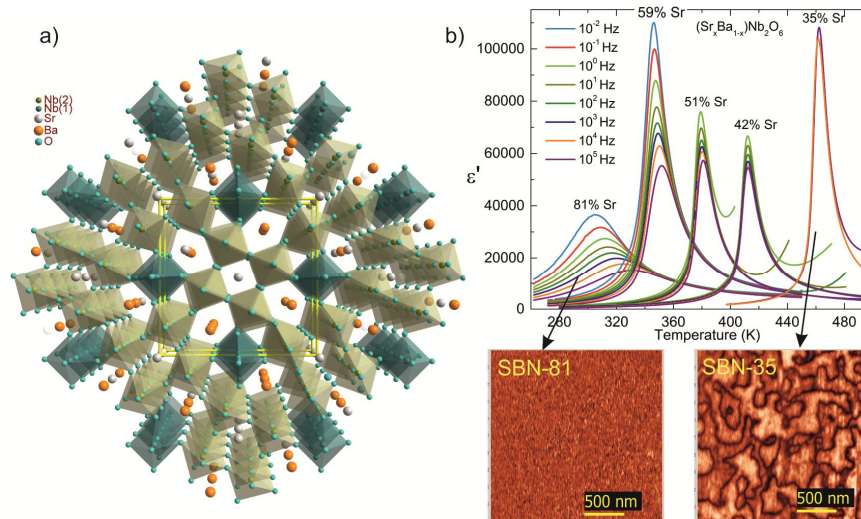 a)
Nb(2)
Nb(1)
Sr
Ba
O
b)
59% Sr
(SrₓBa₁₋ₓ)Nb₂O₆
35% Sr
10⁻² Hz
10⁻¹ Hz
10⁰ Hz
10¹ Hz
10² Hz
10³ Hz
10⁴ Hz
10⁵ Hz
51% Sr
42% Sr
81% Sr
100000
80000
60000
40000
20000
0
ε'
280 320 360 400 440 480
Temperature (K)
SBN-81
500 nm
SBN-35
500 nm